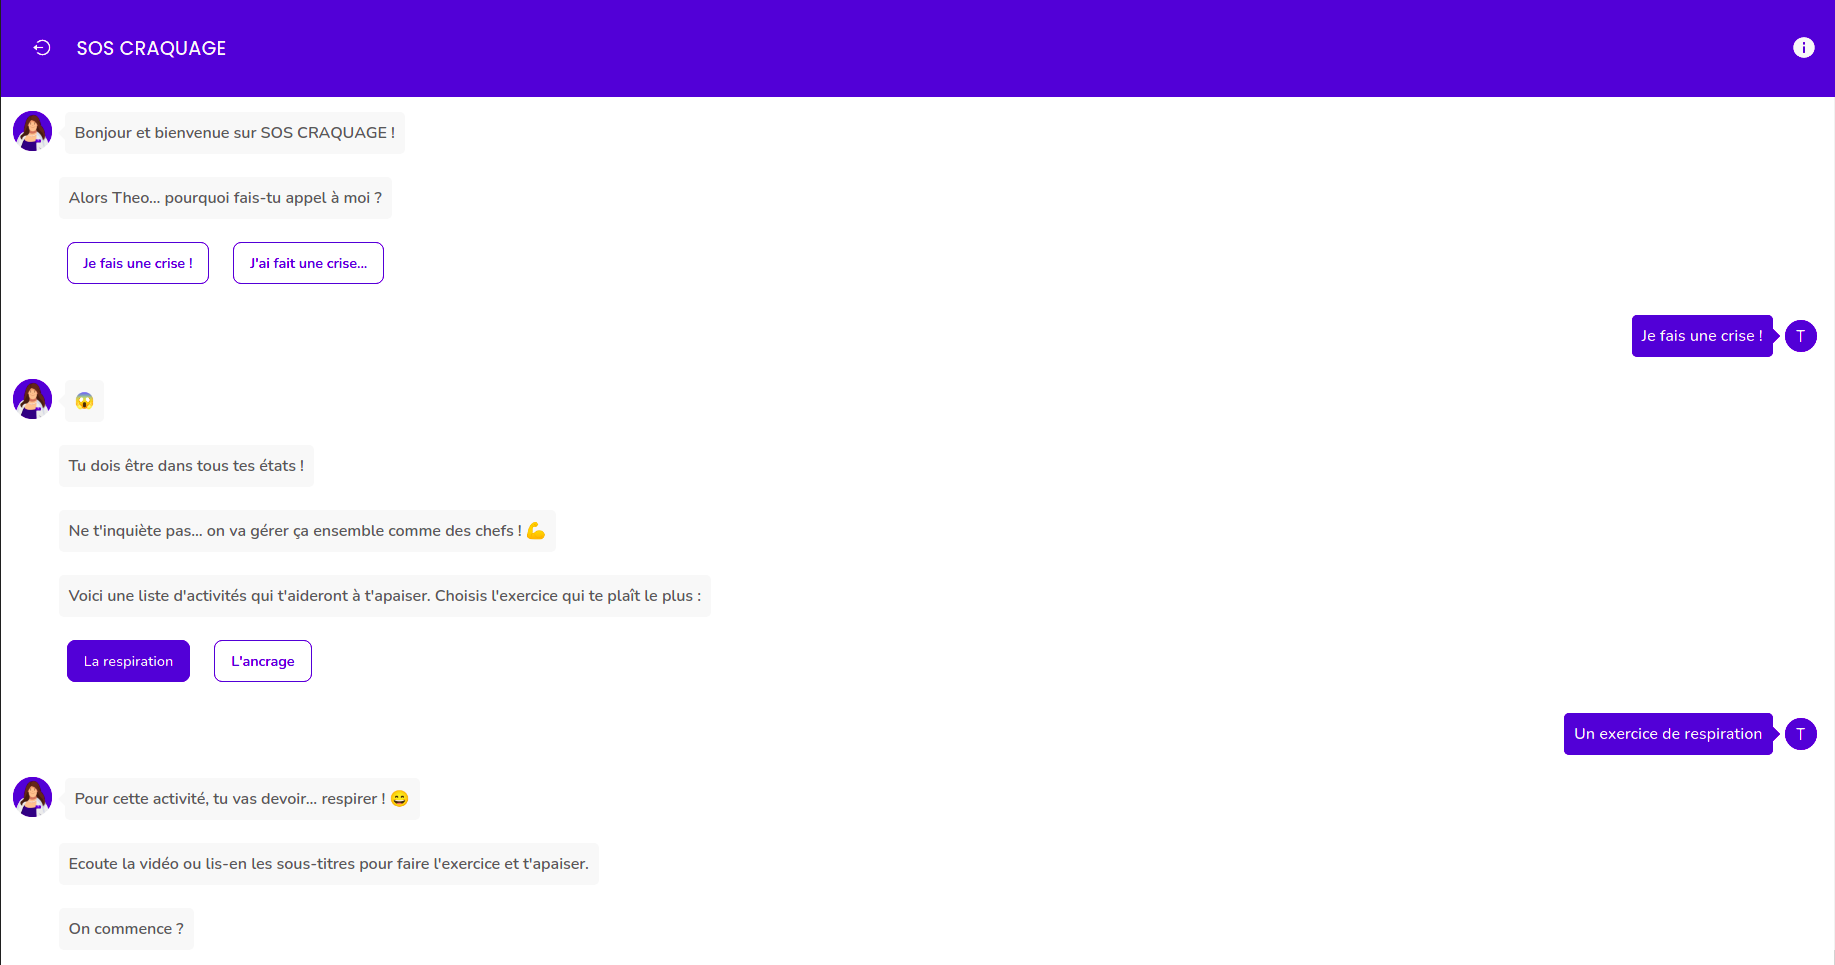 SOS CRAQUAGE
Bonjour et bienvenue sur SOS CRAQUAGE !
Alors Theo... pourquoi fais-tu appel à moi ?
Je fais une crise ! J'ai fait une crise...
Je fais une crise ! T
😱
Tu dois être dans tous tes états !
Ne t'inquiète pas... on va gérer ça ensemble comme des chefs ! 💪
Voici une liste d'activités qui t'aideront à t'apaiser. Choisis l'exercice qui te plaît le plus :
La respiration L'ancrage
Un exercice de respiration T
Pour cette activité, tu vas devoir... respirer ! 😄
Ecoute la vidéo ou lis-en les sous-titres pour faire l'exercice et t'apaiser.
On commence ?